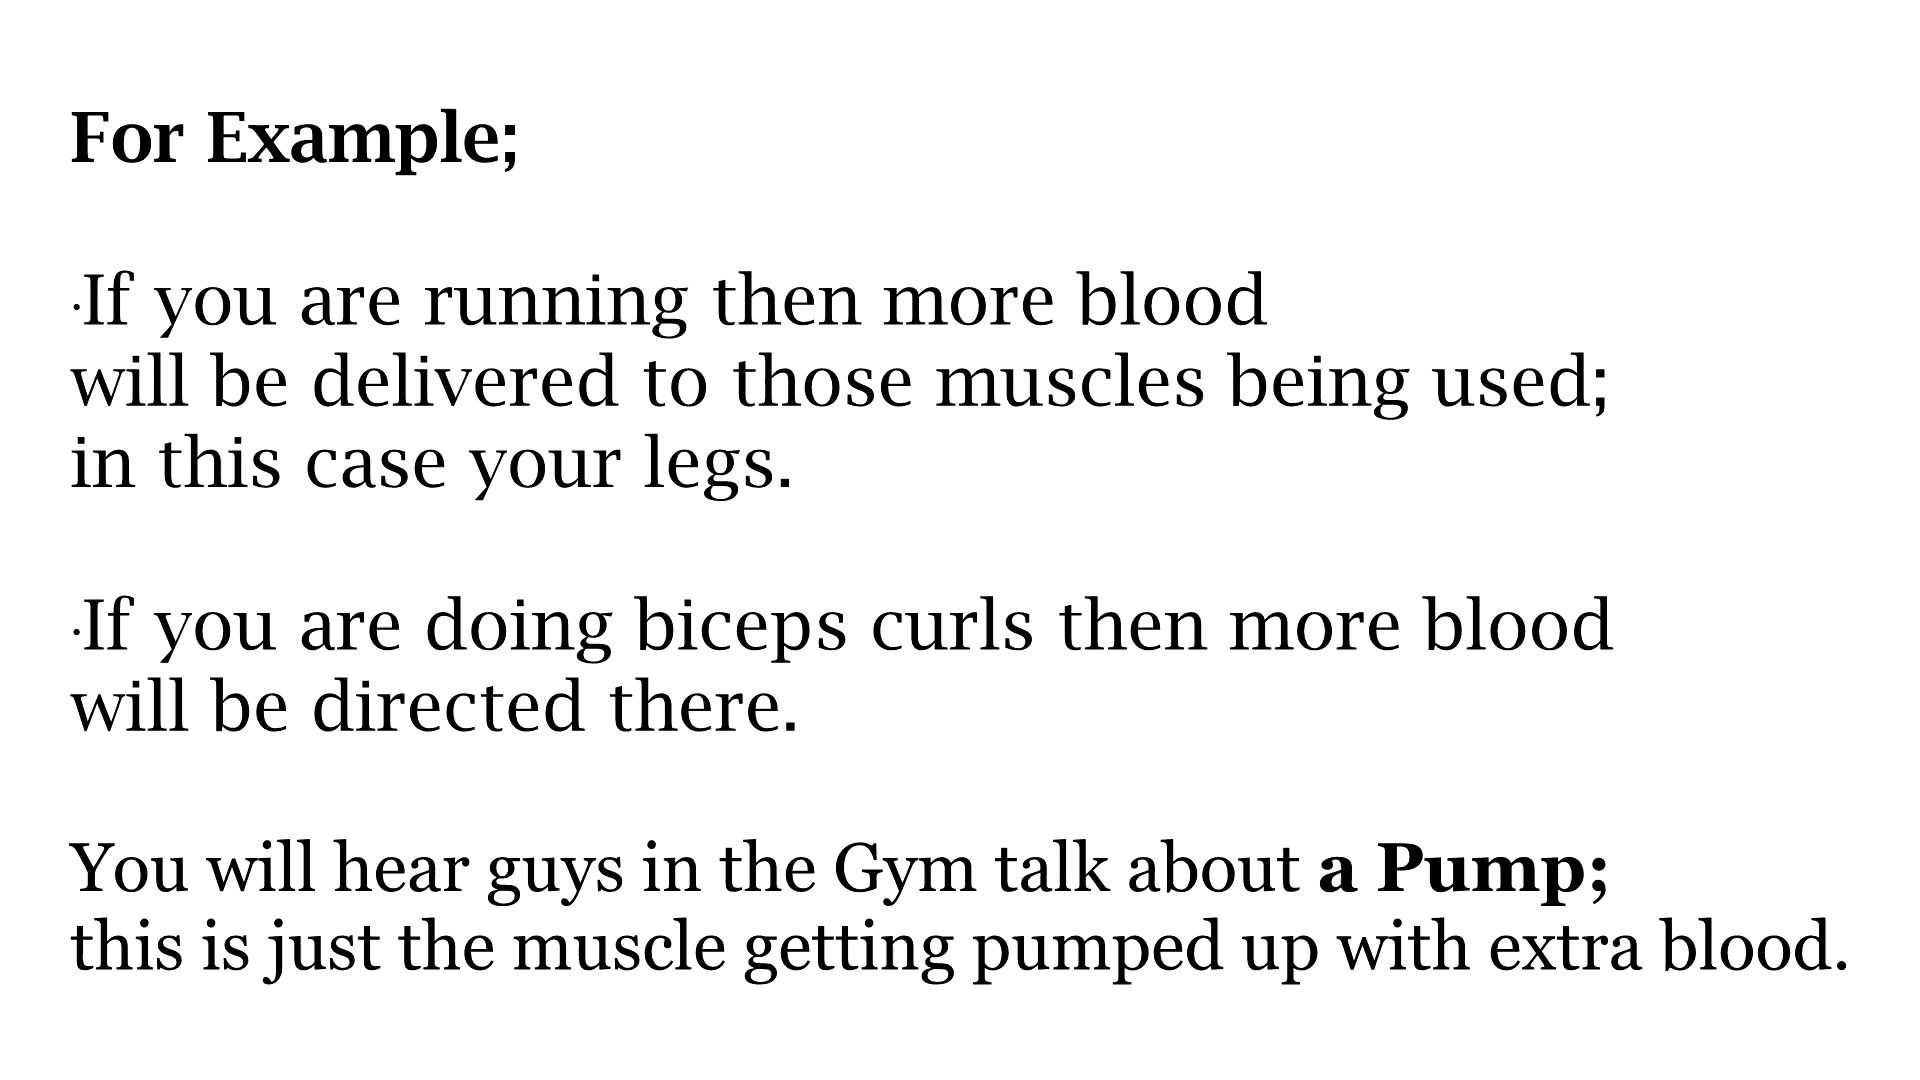 For Example;
·If you are running then more blood
will be delivered to those muscles being used;
in this case your legs.
·If you are doing biceps curls then more blood
will be directed there.
You will hear guys in the Gym talk about a Pump;
this is just the muscle getting pumped up with extra blood.